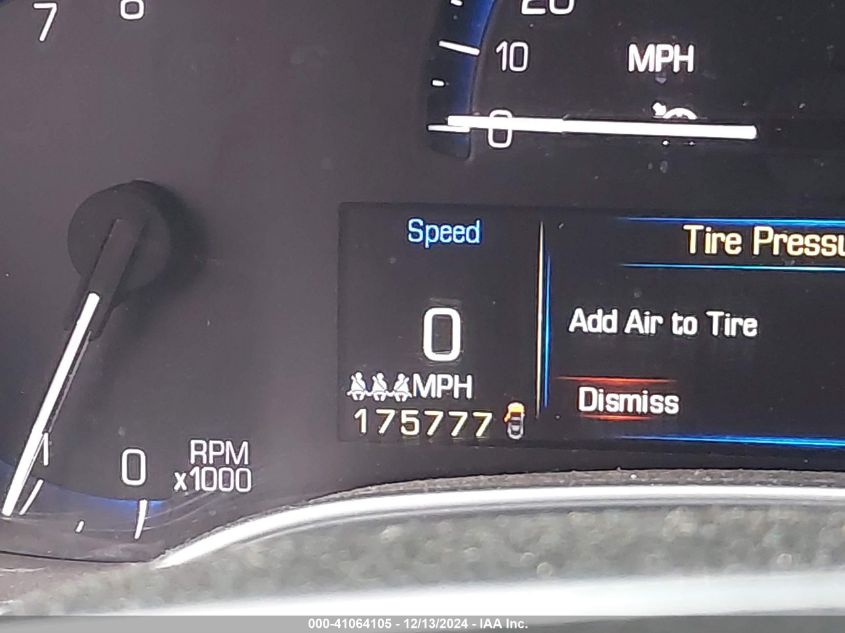 7 8
20
10 MPH
0
Speed
Tire Pressu
0
Add Air to Tire
MPH
Dismiss
175777
0 RPM
x1000
000-41064105 - 12/13/2024 - IAA Inc.